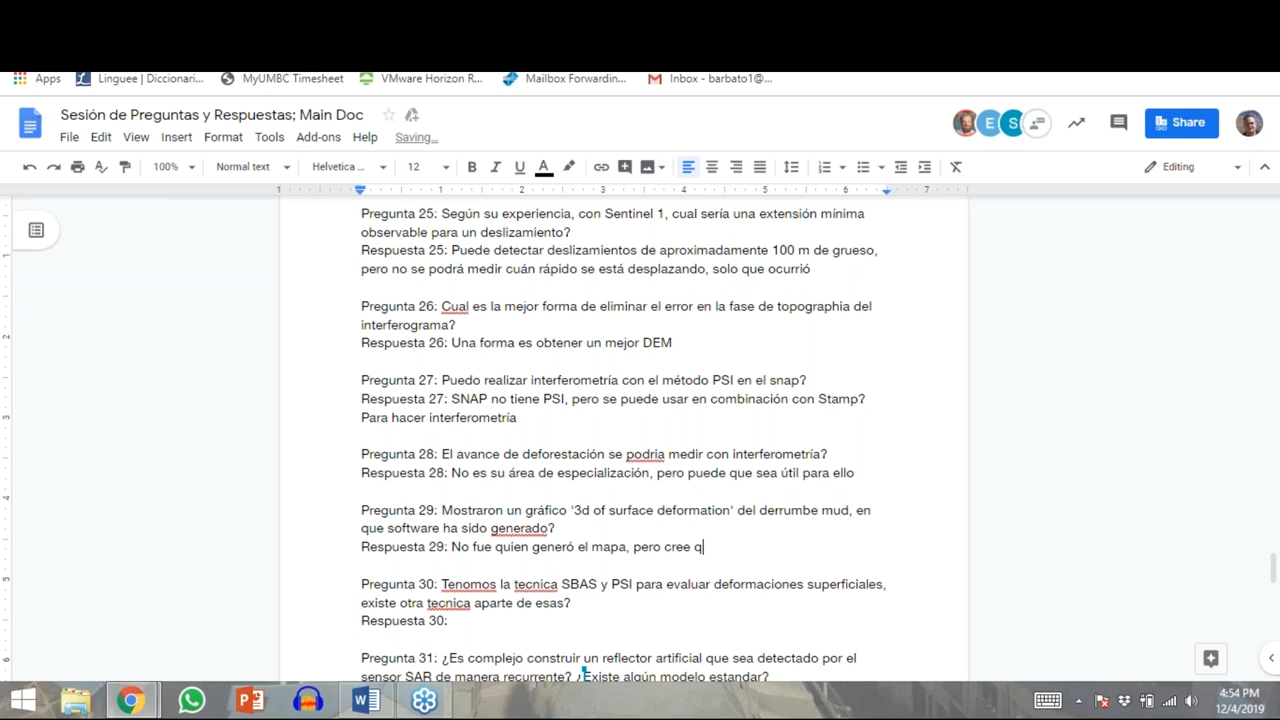 Apps Linguee | Diccionari... MyUMBC Timesheet VMware Horizon R... Mailbox Forwardin... Inbox - barbato1@...
Sesión de Preguntas y Respuestas; Main Doc
File Edit View Insert Format Tools Add-ons Help Saving...
E S Share
100% Normal text Helvetica ... 12 B I U A Editing
1 1 2 3 4 5 6 7
Pregunta 25: Según su experiencia, con Sentinel 1, cual sería una extensión mínima
observable para un deslizamiento?
Respuesta 25: Puede detectar deslizamientos de aproximadamente 100 m de grueso,
pero no se podrá medir cuán rápido se está desplazando, solo que ocurrió
Pregunta 26: Cual es la mejor forma de eliminar el error en la fase de topographia del
interferograma?
Respuesta 26: Una forma es obtener un mejor DEM
Pregunta 27: Puedo realizar interferometría con el método PSI en el snap?
Respuesta 27: SNAP no tiene PSI, pero se puede usar en combinación con Stamp?
Para hacer interferometría
Pregunta 28: El avance de deforestación se podria medir con interferometría?
Respuesta 28: No es su área de especialización, pero puede que sea útil para ello
Pregunta 29: Mostraron un gráfico '3d of surface deformation' del derrumbe mud, en
que software ha sido generado?
Respuesta 29: No fue quien generó el mapa, pero cree q
Pregunta 30: Tenomos la tecnica SBAS y PSI para evaluar deformaciones superficiales,
existe otra tecnica aparte de esas?
Respuesta 30:
Pregunta 31: ¿Es complejo construir un reflector artificial que sea detectado por el
sensor SAR de manera recurrente? ¿Existe algún modelo estandar?
4:54 PM
12/4/2019